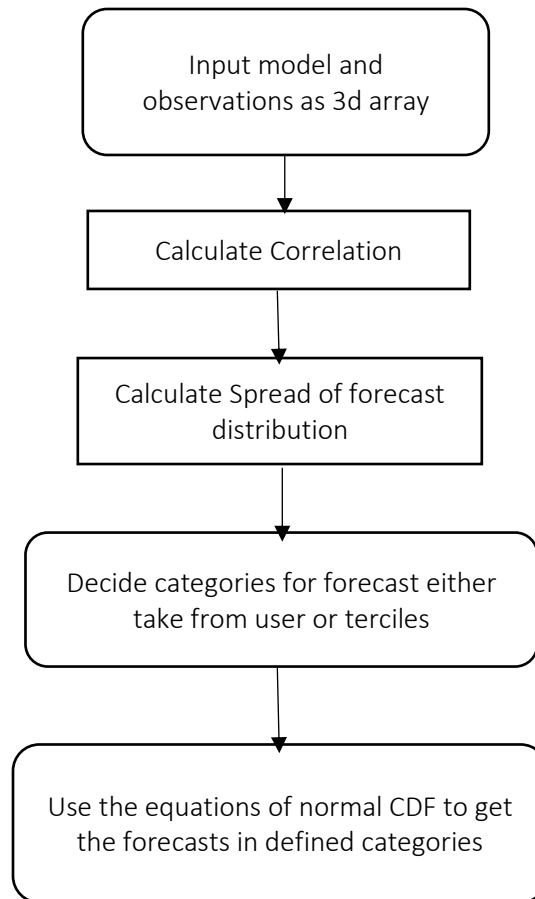 Input model and
observations as 3d array
Calculate Correlation
Calculate Spread of forecast
distribution
Decide categories for forecast either
take from user or terciles
Use the equations of normal CDF to get
the forecasts in defined categories